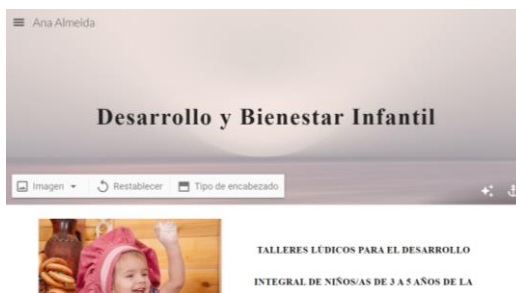 Ana Almeida
Desarrollo y Bienestar Infantil
Imagen
Restablecer
Tipo de encabezado
TALLERES LÚDICOS PARA EL DESARROLLO
INTEGRAL DE NIÑOS/AS DE 3 A 5 AÑOS DE LA